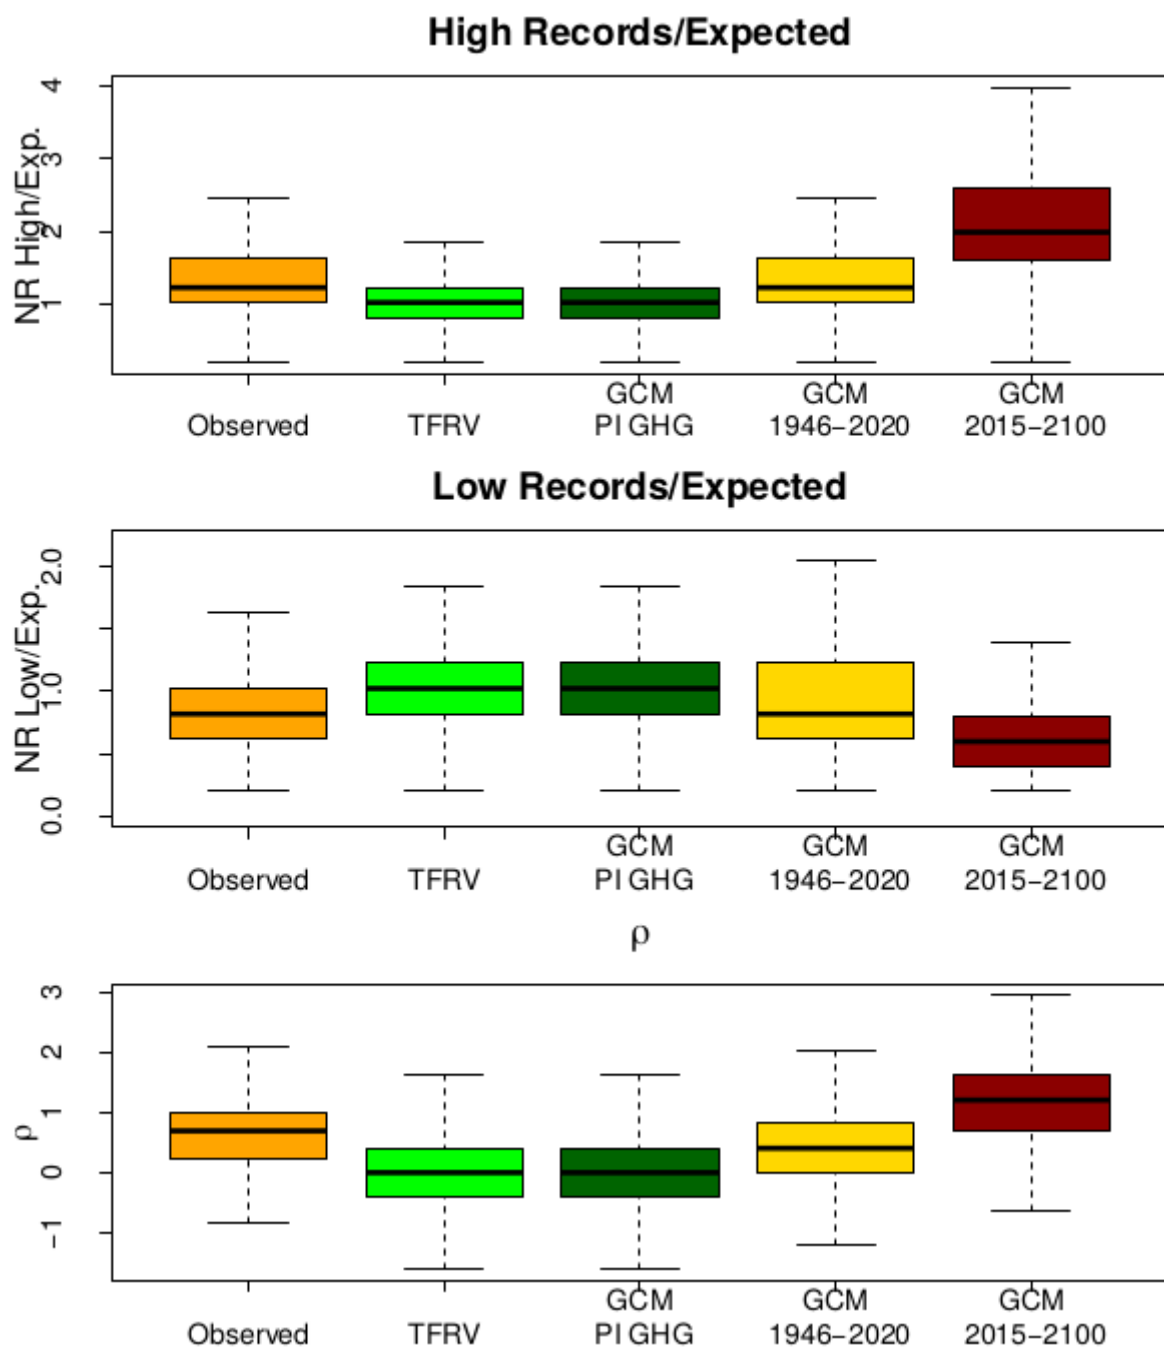 High Records/Expected
NR High/Exp.
4
3
2
1
Observed
TFRV
GCM
PI GHG
GCM
1946−2020
GCM
2015−2100
Low Records/Expected
NR Low/Exp.
2.0
1.0
0.0
Observed
TFRV
GCM
PI GHG
GCM
1946−2020
GCM
2015−2100
ρ
ρ
3
2
1
0
−1
Observed
TFRV
GCM
PI GHG
GCM
1946−2020
GCM
2015−2100